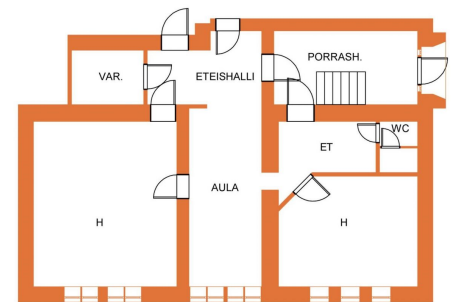 PORRASH.
VAR.
ETEISHALLI
WC
ET
AULA
H
H